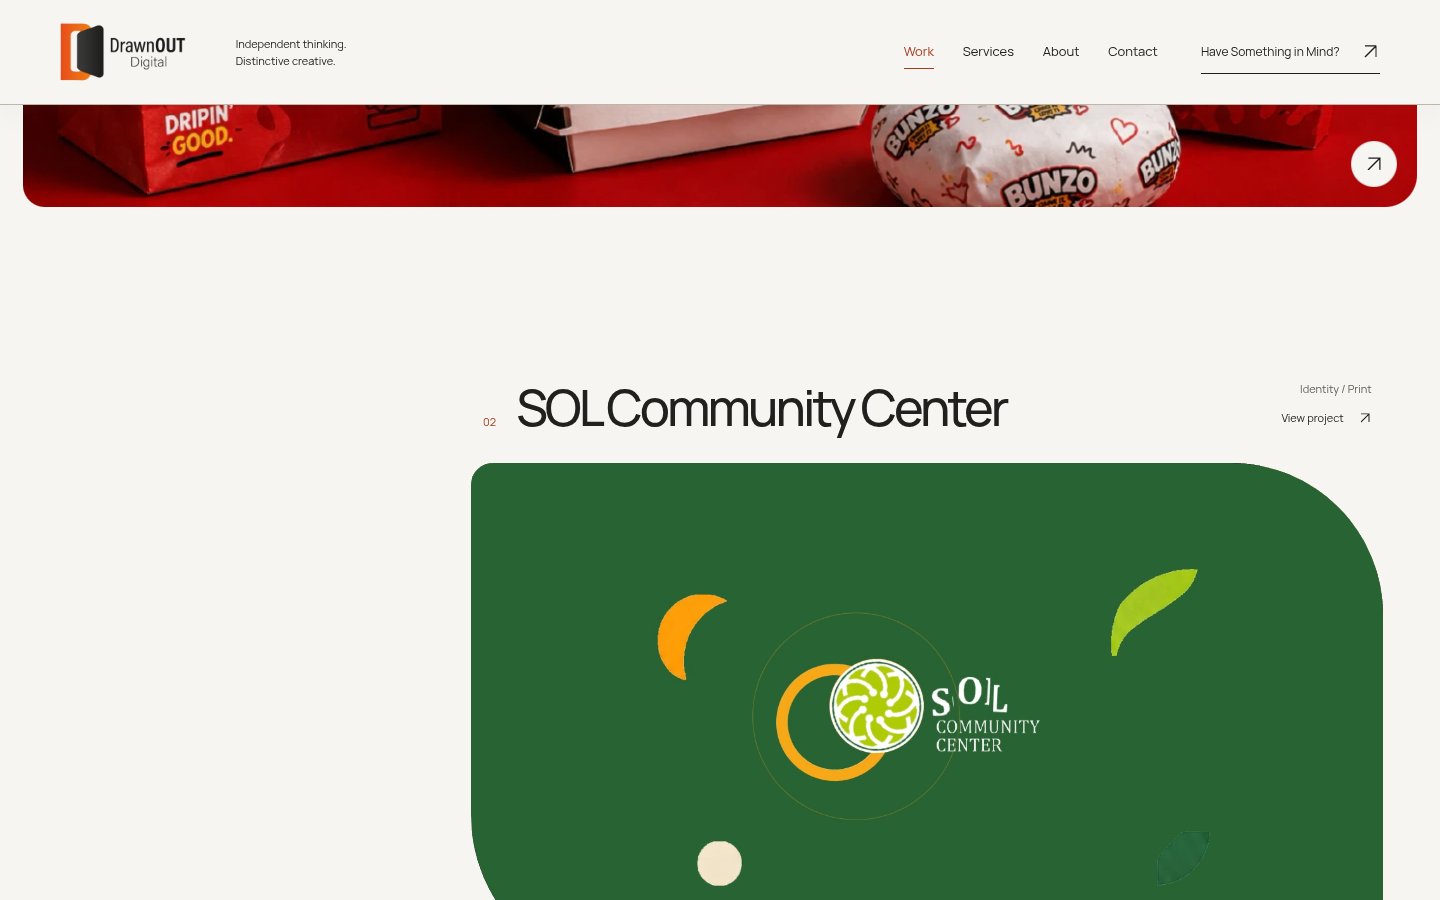 DrawnOUT
Digital
Independent thinking.
Distinctive creative.
Work
Services
About
Contact
Have Something in Mind?
DRIPIN'
GOOD.
BUNZO
BUNZO
BUNZO
02
SOL Community Center
Identity / Print
View project
SOL
COMMUNITY
CENTER